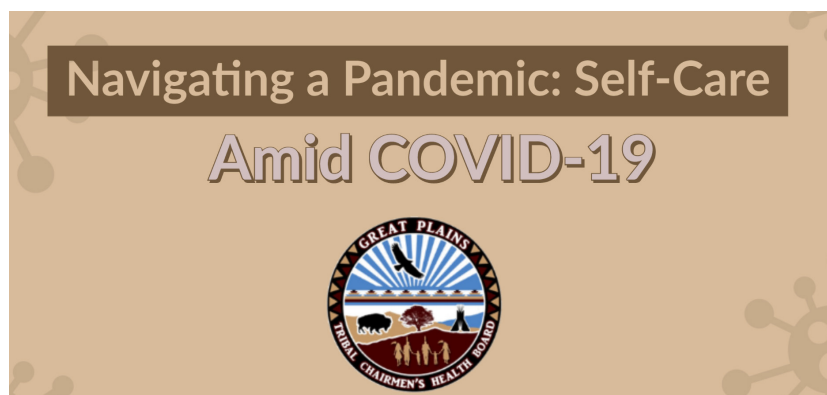 Navigating a Pandemic: Self-Care
Amid COVID-19
GREAT PLAINS
TRIBAL CHAIRMEN'S HEALTH BOARD